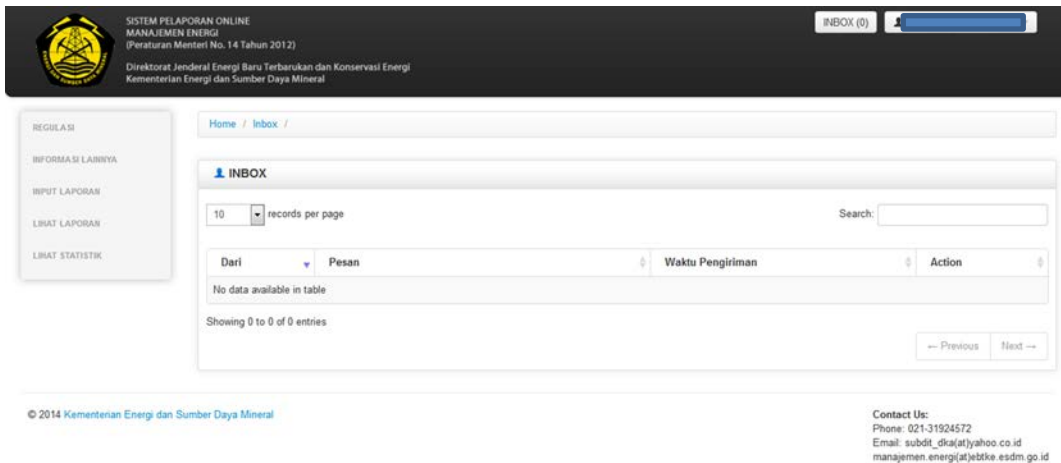 SISTEM PELAPORAN ONLINE
MANAJEMEN ENERGI
(Peraturan Menteri No. 14 Tahun 2012)
Direktorat Jenderal Energi Baru Terbarukan dan Konservasi Energi
Kementerian Energi dan Sumber Daya Mineral
INBOX (0)
REGULASI
INFORMASI LAINNYA
INPUT LAPORAN
LIHAT LAPORAN
LIHAT STATISTIK
Home / Inbox /
INBOX
10 records per page
Search:
Dari Pesan Waktu Pengiriman Action
No data available in table
Showing 0 to 0 of 0 entries
← Previous Next →
© 2014 Kementerian Energi dan Sumber Daya Mineral
Contact Us:
Phone: 021-31924572
Email: subdit_dka(at)yahoo.co.id
manajemen.energi(at)ebtke.esdm.go.id